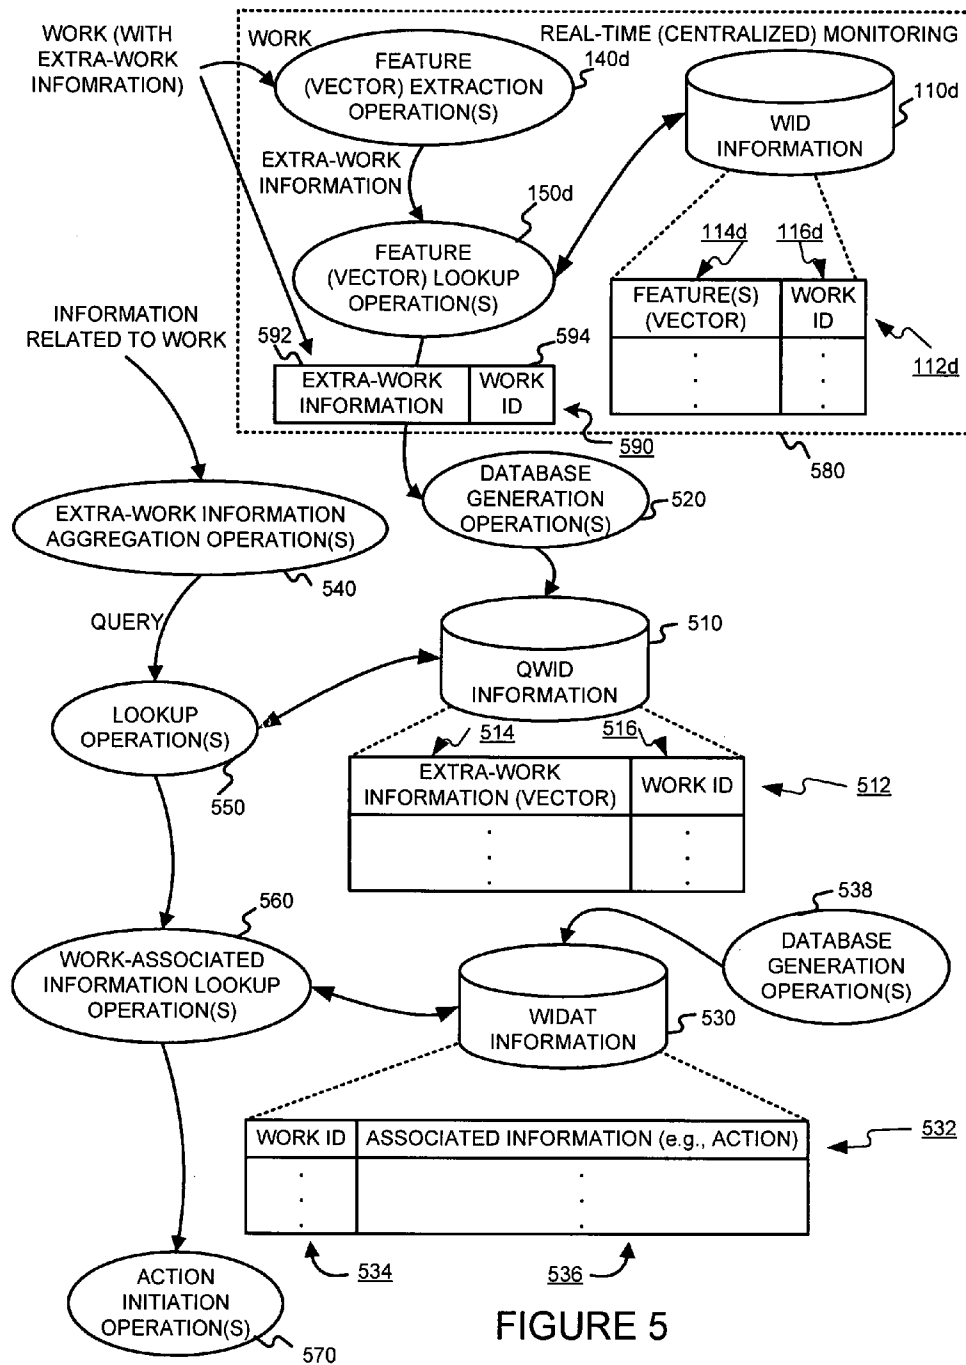 WORK (WITH
EXTRA-WORK
INFOMRATION)
WORK
REAL-TIME (CENTRALIZED) MONITORING
FEATURE
(VECTOR) EXTRACTION
OPERATION(S)
140d
110d
WID
INFORMATION
EXTRA-WORK
INFORMATION
150d
FEATURE
(VECTOR) LOOKUP
OPERATION(S)
114d
116d
FEATURE(S)
(VECTOR)
WORK
ID
112d
INFORMATION
RELATED TO WORK
592
594
EXTRA-WORK
INFORMATION
WORK
ID
590
580
DATABASE
GENERATION
OPERATION(S)
520
EXTRA-WORK INFORMATION
AGGREGATION OPERATION(S)
540
QUERY
510
QWID
INFORMATION
LOOKUP
OPERATION(S)
550
514
516
EXTRA-WORK
INFORMATION (VECTOR)
WORK ID
512
560
538
WORK-ASSOCIATED
INFORMATION LOOKUP
OPERATION(S)
DATABASE
GENERATION
OPERATION(S)
WIDAT
INFORMATION
530
WORK ID
ASSOCIATED INFORMATION (e.g., ACTION)
532
534
536
ACTION
INITIATION
OPERATION(S)
570
FIGURE 5